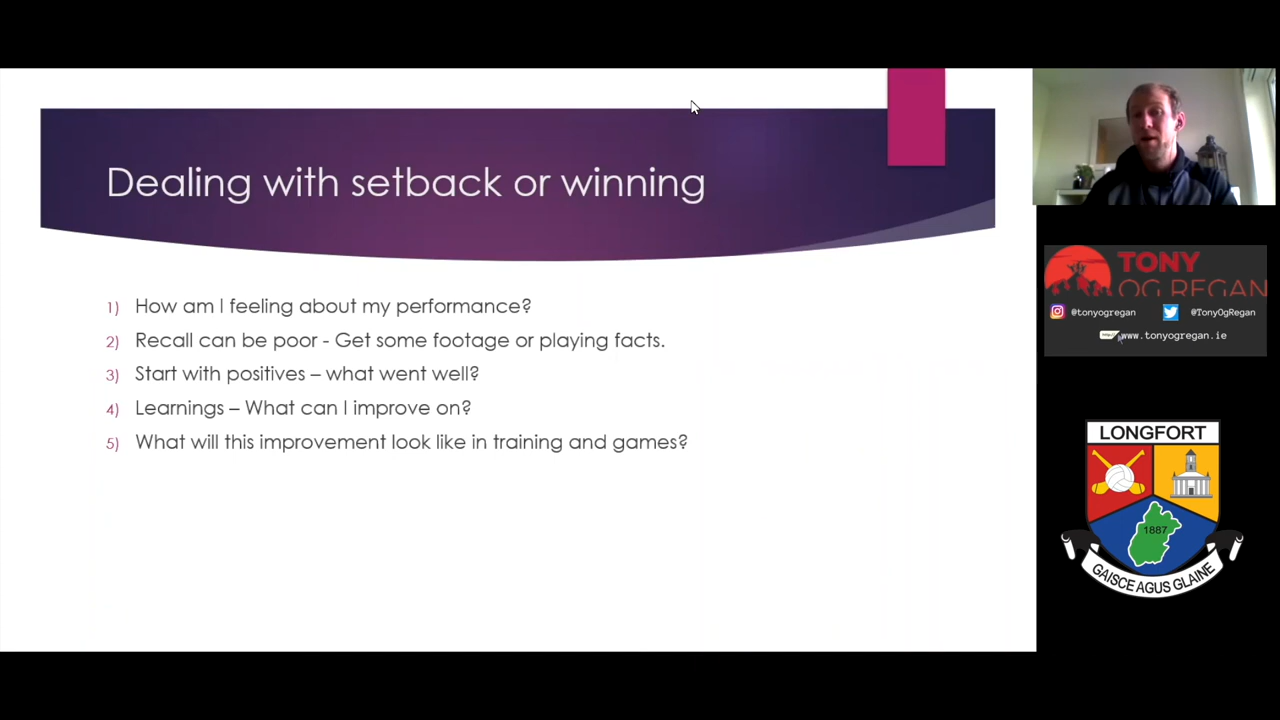 Dealing with setback or winning
1) How am I feeling about my performance?
2) Recall can be poor - Get some footage or playing facts.
3) Start with positives – what went well?
4) Learnings – What can I improve on?
5) What will this improvement look like in training and games?
TONY
OG REGAN
@tonyogregan @TonyOgRegan
www.tonyogregan.ie
LONGFORT
1887
GAISCE AGUS GLAINE